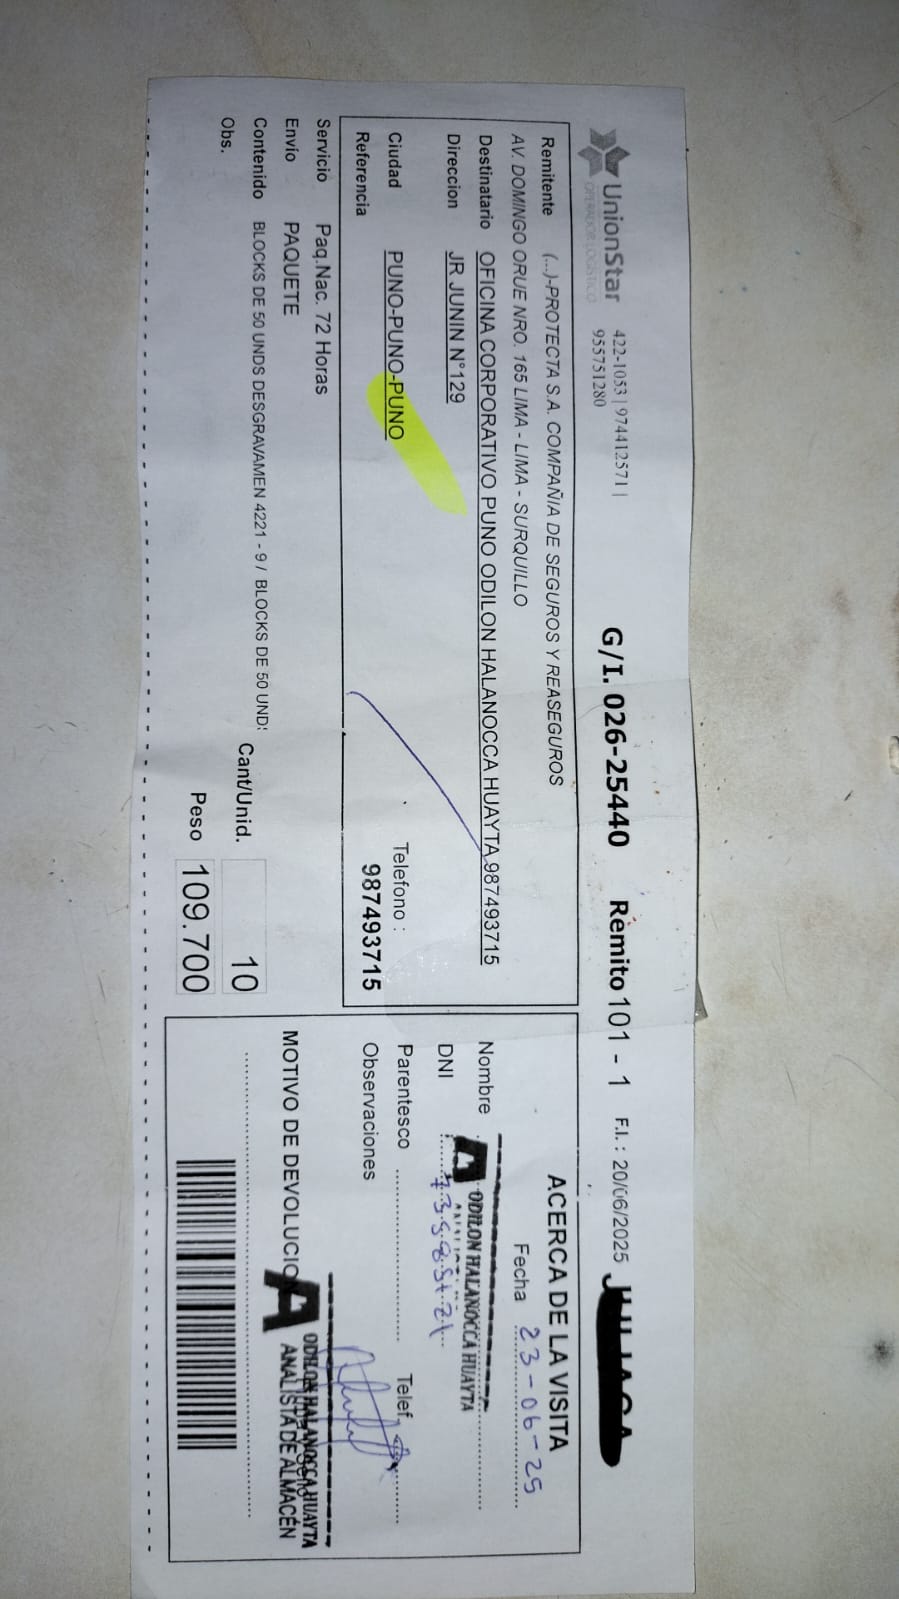 UnionStar
OPERADOR LOGISTICO
422-1053 | 974412571 |
955751280
G/I. 026-25440
Remito 101 - 1
F.I. : 20/06/2025
Remitente (...)-PROTECTA S.A. COMPAÑIA DE SEGUROS Y REASEGUROS
AV. DOMINGO ORUE NRO. 165 LIMA - LIMA - SURQUILLO
Destinatario OFICINA CORPORATIVO PUNO ODILON HALANOCCA HUAYTA 987493715
Direccion JR JUNIN N°129
Ciudad PUNO-PUNO-PUNO
Telefono :
Referencia
987493715
Servicio Paq.Nac. 72 Horas
Envío PAQUETE
Contenido BLOCKS DE 50 UNDS DESGRAVAMEN 4221 - 9 / BLOCKS DE 50 UND
Obs.
Cant/Unid. 10
Peso 109.700
ACERCA DE LA VISITA
Fecha 23-06-25
Nombre
ODILON HALANOCCA HUAYTA
DNI
Parentesco
Telef
Observaciones
MOTIVO DE DEVOLUCION
ODILON HALANOCCA HUAYTA
ANALISTA DE ALMACÉN